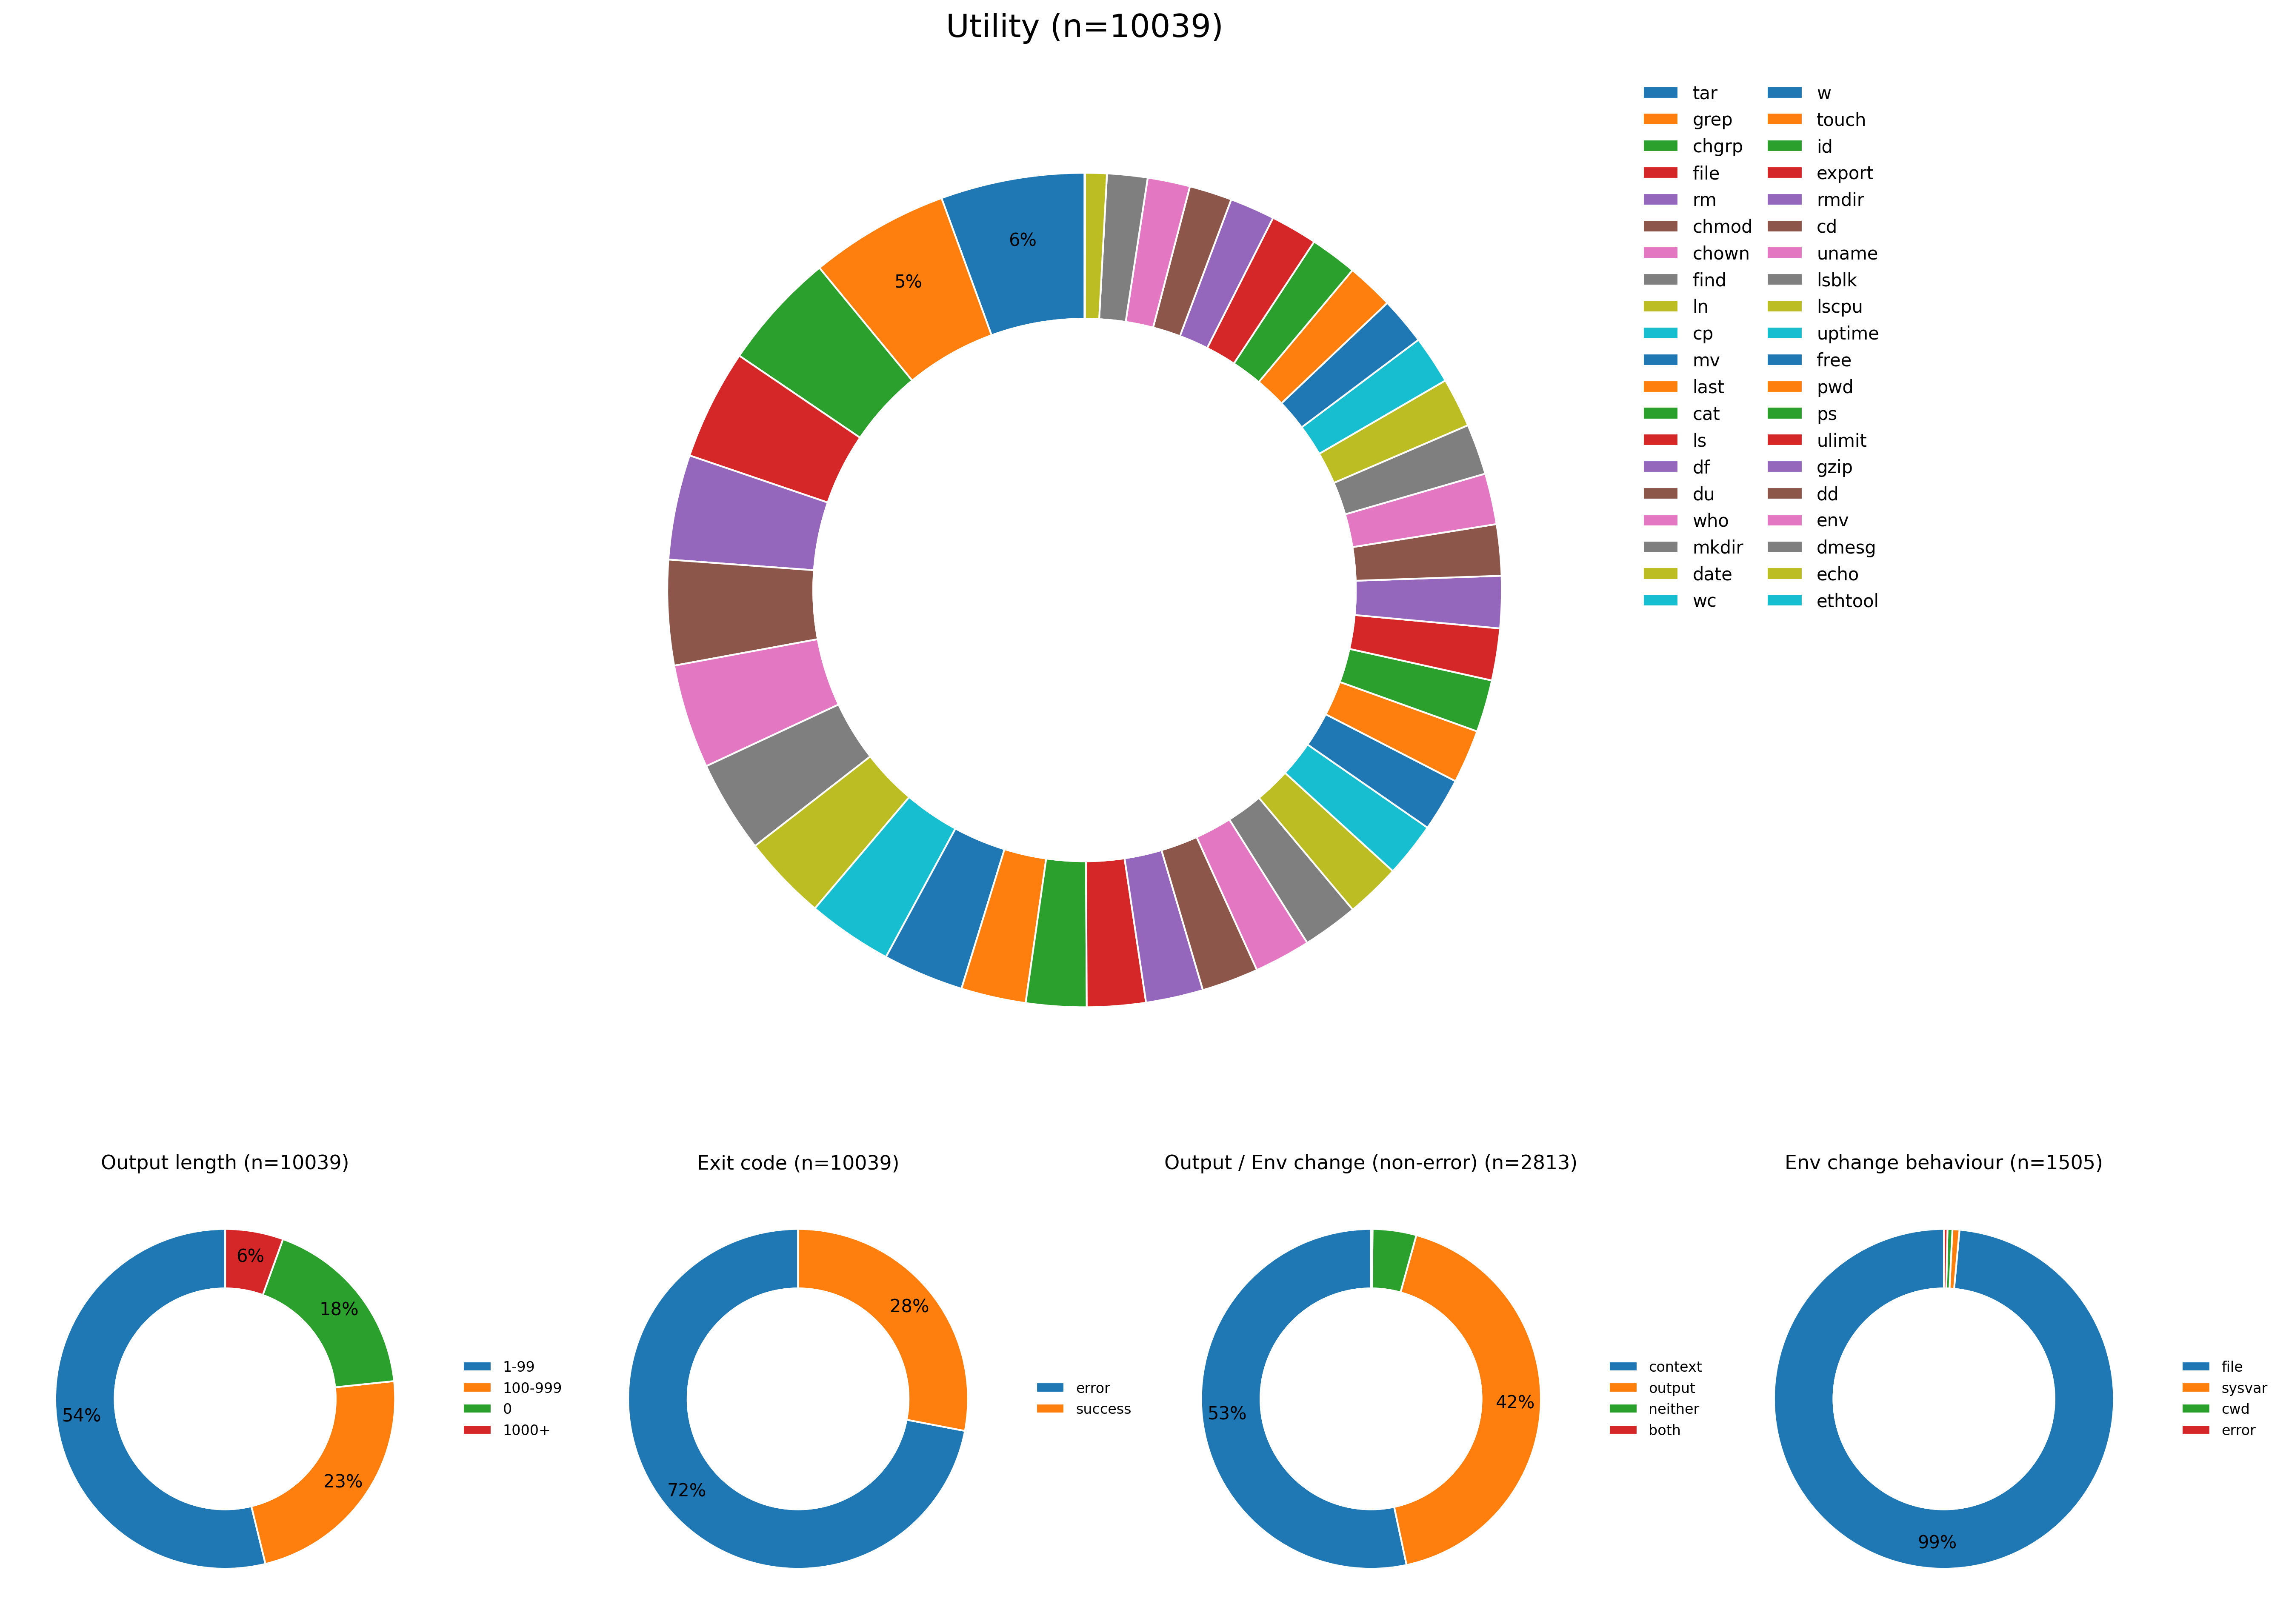 Utility (n=10039)
tar
grep
chgrp
file
rm
chmod
chown
find
ln
cp
mv
last
cat
ls
df
du
who
mkdir
date
wc
w
touch
id
export
rmdir
cd
uname
lsblk
lscpu
uptime
free
pwd
ps
ulimit
gzip
dd
env
dmesg
echo
ethtool
6%
5%
Output length (n=10039)
6%
18%
54%
23%
1-99
100-999
0
1000+
Exit code (n=10039)
28%
72%
error
success
Output / Env change (non-error) (n=2813)
53%
42%
context
output
neither
both
Env change behaviour (n=1505)
99%
file
sysvar
cwd
error